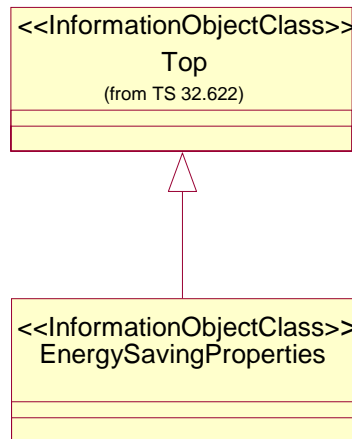 <<InformationObjectClass>>
Top
(from TS 32.622)
<<InformationObjectClass>>
EnergySavingProperties